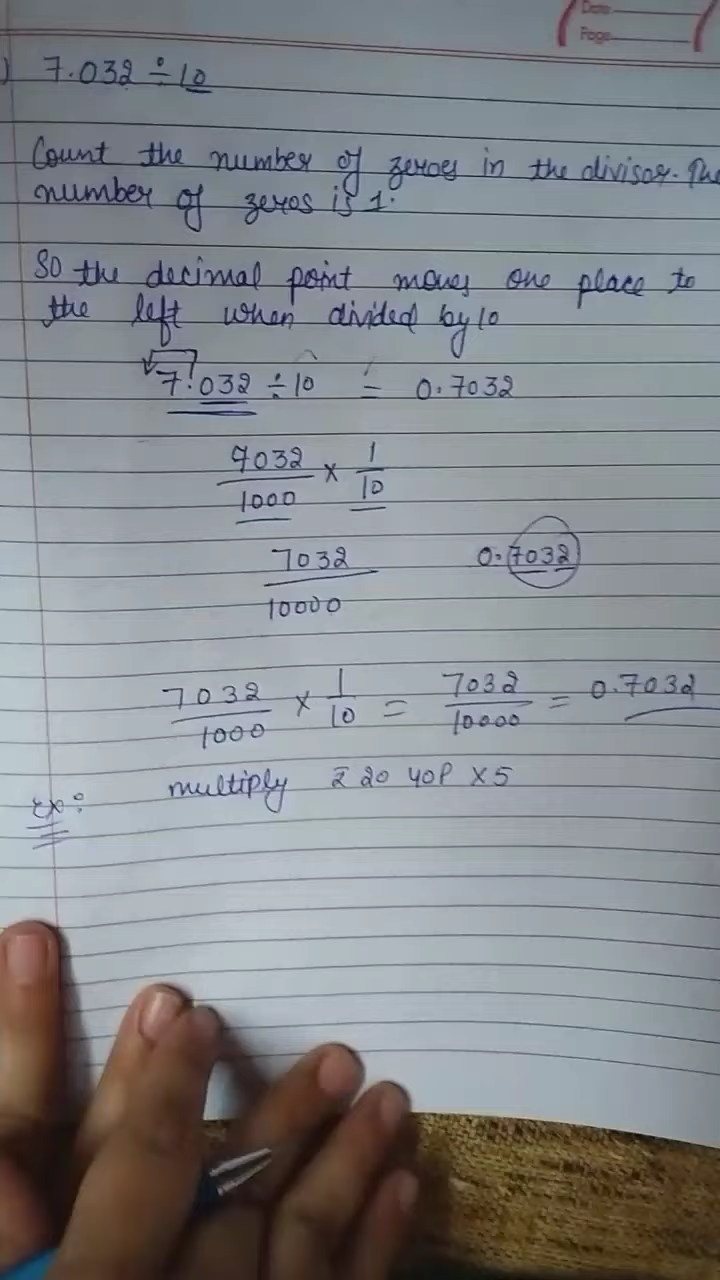 Date
Page
) 7.032 ÷ 10
Count the number of zeroes in the divisor. The
number of zeros is 1.
So the decimal point moves one place to
the left when divided by 10
7.032 ÷ 10 = 0.7032
7032/1000 × 1/10
7032/10000 0.7032
7032/1000 × 1/10 = 7032/10000 = 0.7032
Ex: multiply ₹ 20 40P × 5